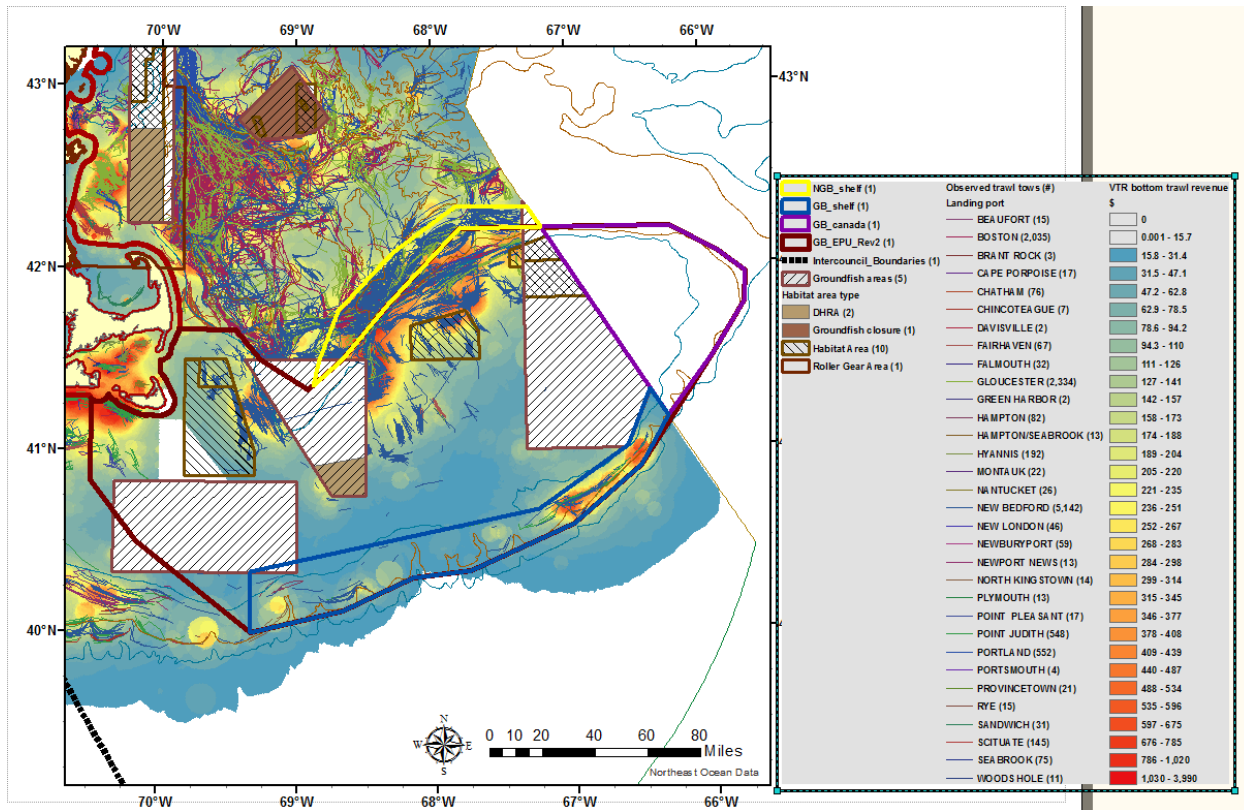 70°W 69°W 68°W 67°W 66°W
43°N 43°N
42°N
41°N
40°N
N
W E
S
0 10 20 40 60 80
Miles
Northeast Ocean Data
70°W 69°W 68°W 67°W 66°W
NGB_shelf (1)
GB_shelf (1)
GB_canada (1)
GB_EPU_Rev2 (1)
Intercouncil_Boundaries (1)
Groundfish areas (5)
Habitat area type
DHRA (2)
Groundfish closure (1)
Habitat Area (10)
Roller Gear Area (1)
Observed trawl tows (#)
Landing port
BEAUFORT (15)
BOSTON (2,035)
BRANT ROCK (3)
CAPE PORPOISE (17)
CHATHAM (76)
CHINCOTEAGUE (7)
DAVISVILLE (2)
FAIRHAVEN (67)
FALMOUTH (32)
GLOUCESTER (2,334)
GREEN HARBOR (2)
HAMPTON (82)
HAMPTON/SEABROOK (13)
HYANNIS (192)
MONTAUK (22)
NANTUCKET (26)
NEW BEDFORD (5,142)
NEW LONDON (46)
NEWBURYPORT (59)
NEWPORT NEWS (13)
NORTH KINGSTOWN (14)
PLYMOUTH (13)
POINT PLEASANT (17)
POINT JUDITH (548)
PORTLAND (552)
PORTSMOUTH (4)
PROVINCETOWN (21)
RYE (15)
SANDWICH (31)
SCITUATE (145)
SEABROOK (75)
WOODS HOLE (11)
VTR bottom trawl revenue
$
0
0.001 - 15.7
15.8 - 31.4
31.5 - 47.1
47.2 - 62.8
62.9 - 78.5
78.6 - 94.2
94.3 - 110
111 - 126
127 - 141
142 - 157
158 - 173
174 - 188
189 - 204
205 - 220
221 - 235
236 - 251
252 - 267
268 - 283
284 - 298
299 - 314
315 - 345
346 - 377
378 - 408
409 - 439
440 - 487
488 - 534
535 - 596
597 - 675
676 - 785
786 - 1,020
1,030 - 3,990